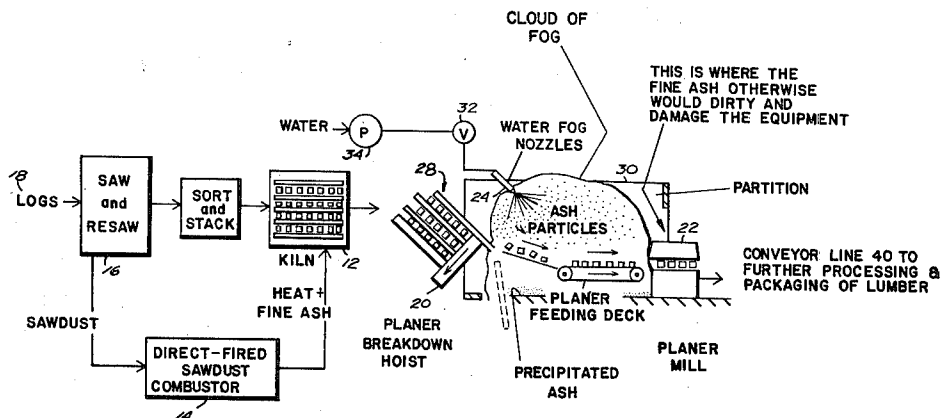 CLOUD OF
FOG
THIS IS WHERE THE
FINE ASH OTHERWISE
WOULD DIRTY AND
DAMAGE THE EQUIPMENT
WATER
P
34
V
32
WATER FOG
NOZZLES
24
28
30
PARTITION
18
LOGS
SAW
and
RESAW
16
SORT
and
STACK
KILN
12
ASH
PARTICLES
22
CONVEYOR LINE 40 TO
FURTHER PROCESSING &
PACKAGING OF LUMBER
HEAT +
FINE ASH
20
PLANER
BREAKDOWN
HOIST
PLANER
FEEDING DECK
PLANER
MILL
SAWDUST
DIRECT-FIRED
SAWDUST
COMBUSTOR
14
PRECIPITATED
ASH